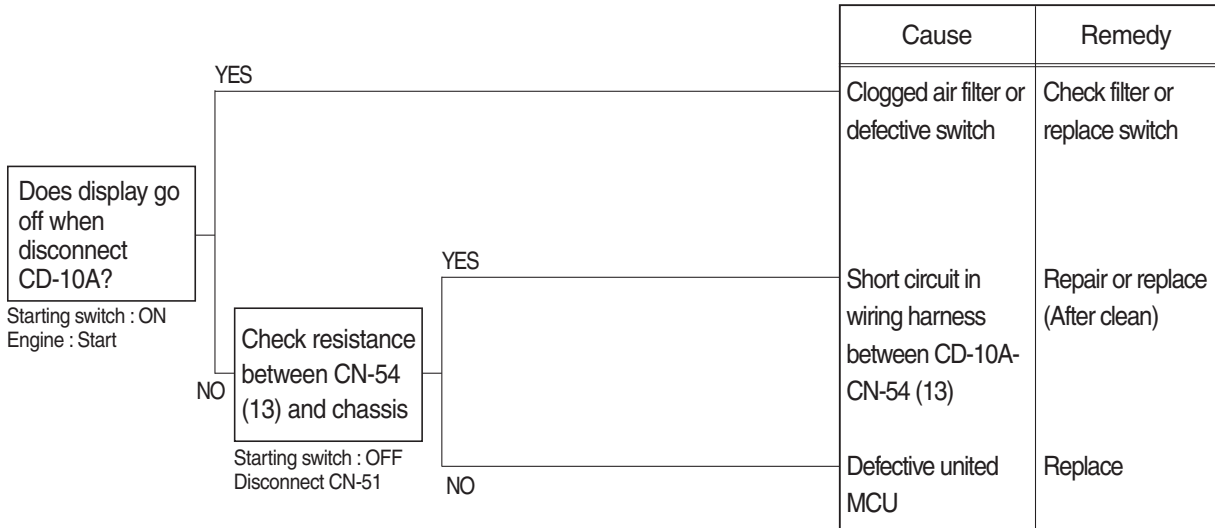 Cause
Remedy
YES
Clogged air filter or
defective switch
Check filter or
replace switch
Does display go
off when
disconnect
CD-10A?
Starting switch : ON
Engine : Start
YES
Short circuit in
wiring harness
between CD-10A-
CN-54 (13)
Repair or replace
(After clean)
NO
Check resistance
between CN-54
(13) and chassis
Starting switch : OFF
Disconnect CN-51
NO
Defective united
MCU
Replace